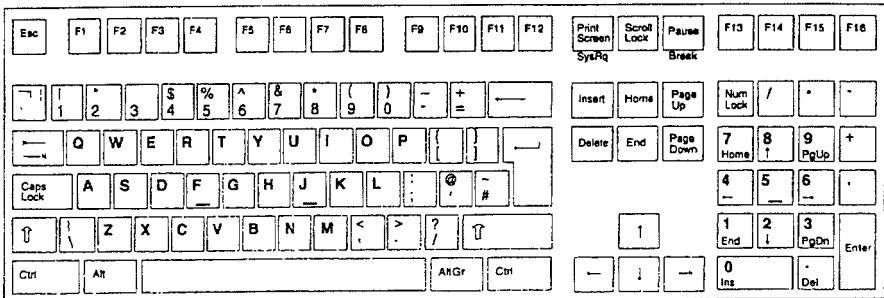 Esc F1 F2 F3 F4 F5 F6 F7 F8 F9 F10 F11 F12 Print Screen SysRq Scroll Lock Pause Break F13 F14 F15 F16
¬ ¦ ` ! 1 " 2 3 $ 4 % 5 ^ 6 & 7 * 8 ( 9 ) 0 _ - + = ← Insert Home Page Up Num Lock / * -
Q W E R T Y U I O P { [ } ] Delete End Page Down 7 Home 8 ↑ 9 PgUp +
Caps Lock A S D F G H J K L : ; @ ' ~ # 4 ← 5 6 → ,
⇧ | \ Z X C V B N M < , > . ? / ⇧ ↑ 1 End 2 ↓ 3 PgDn Enter
Ctrl Alt AltGr Ctrl ← ↓ → 0 Ins . Del